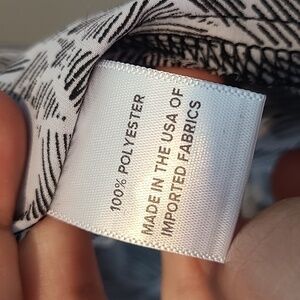 100% POLYESTER
MADE IN THE USA OF
IMPORTED FABRICS